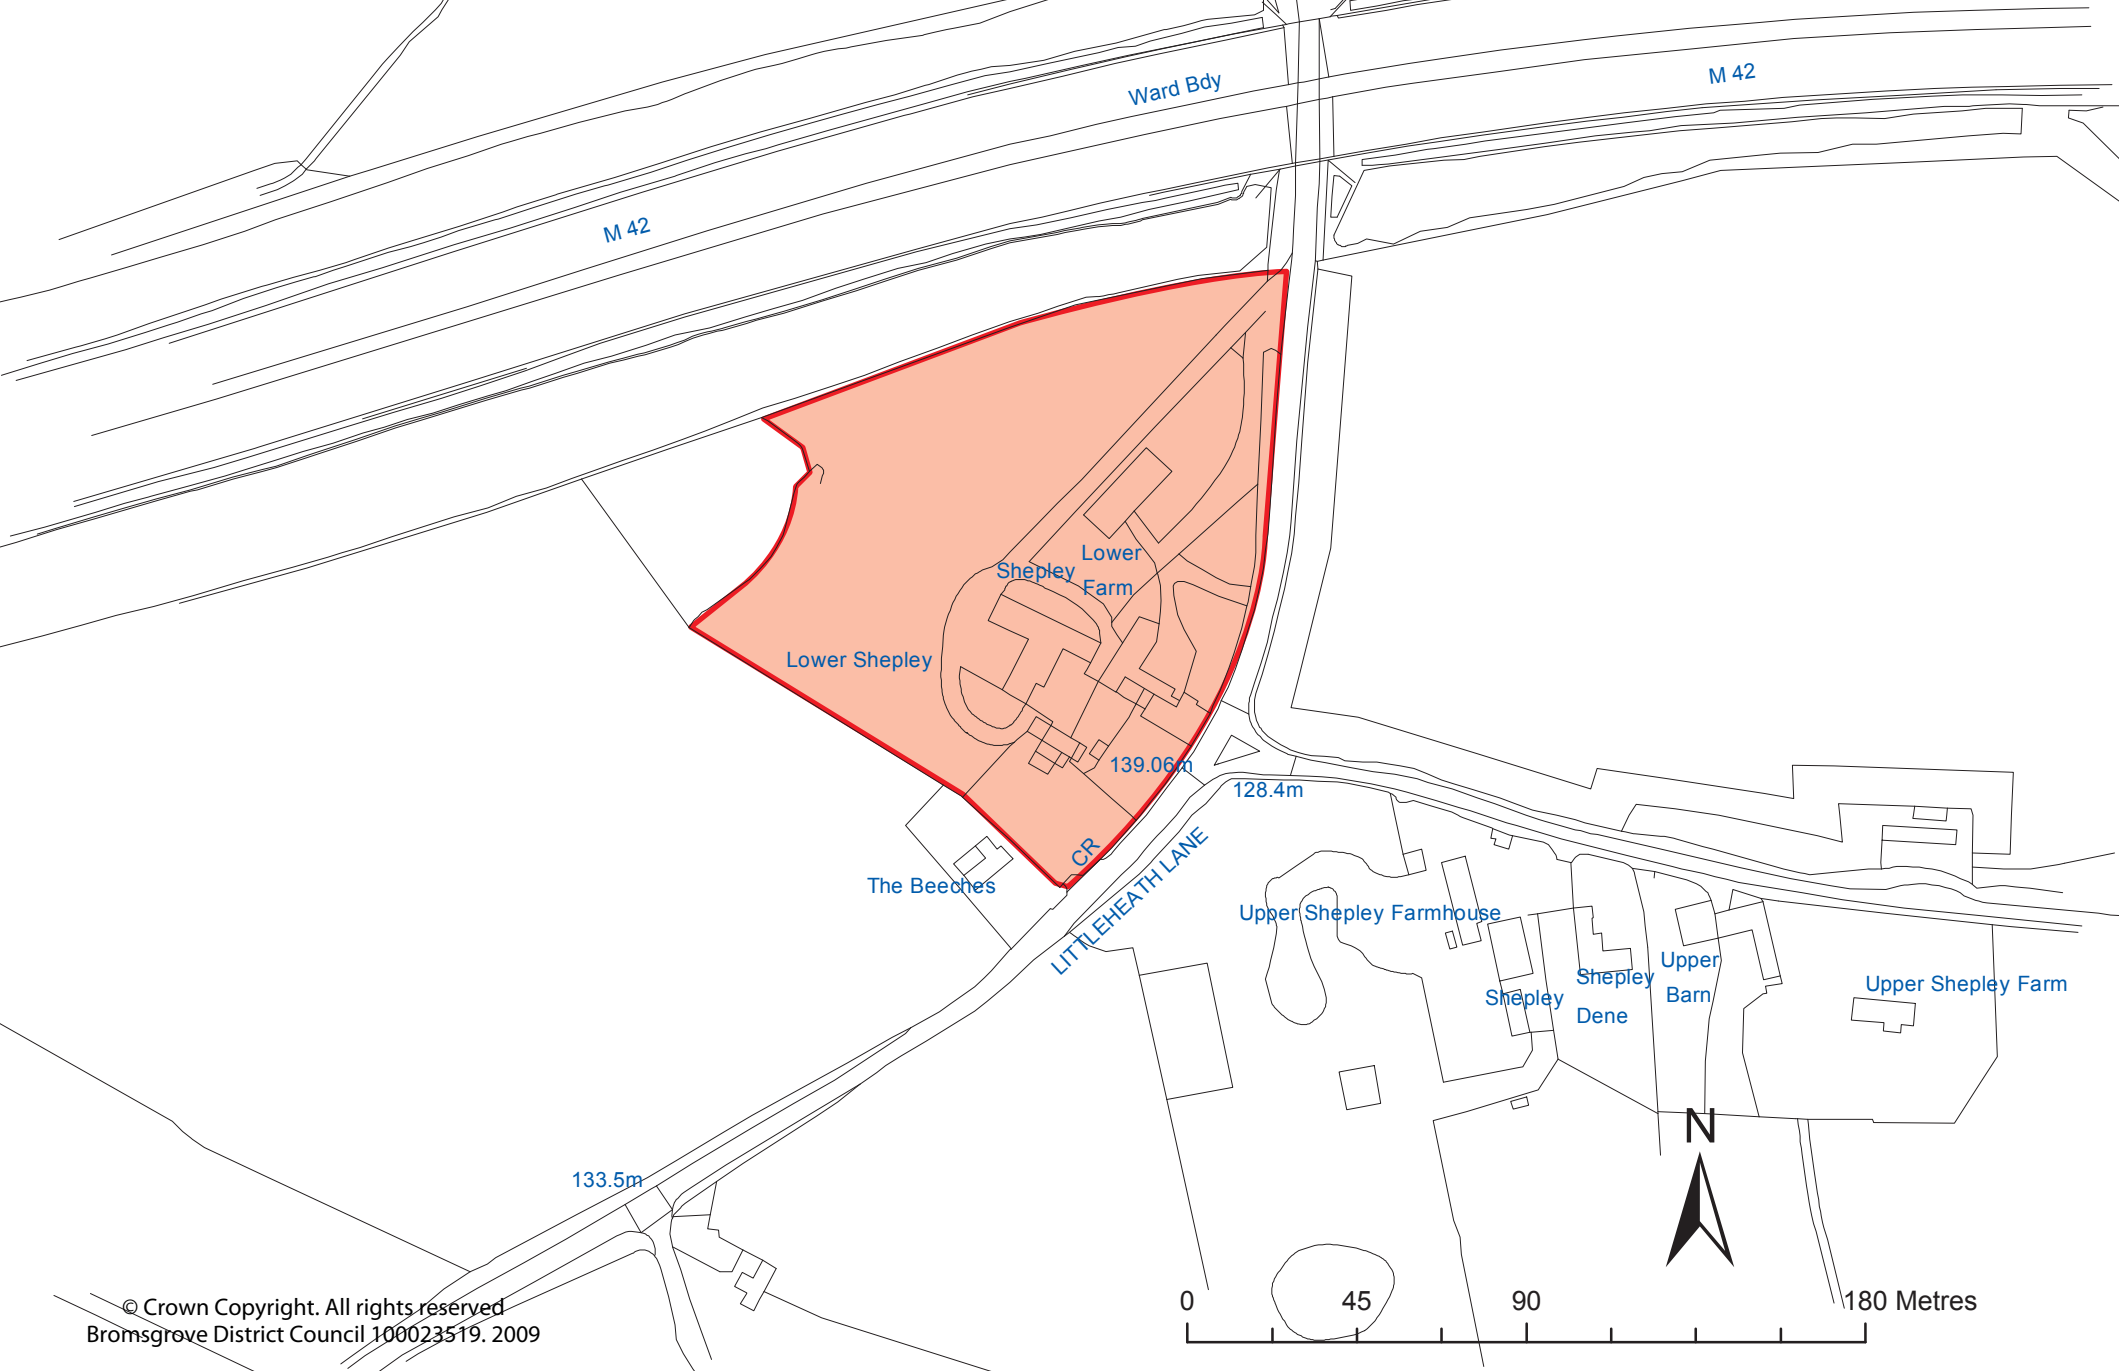 Ward Bdy
M 42
M 42
Lower
Shepley
Farm
Lower Shepley
139.06m
128.4m
CR
LITTLEHEATH LANE
The Beeches
Upper Shepley Farmhouse
Shepley
Shepley
Dene
Upper
Barn
Upper Shepley Farm
N
133.5m
0 45 90 180 Metres
© Crown Copyright. All rights reserved
Bromsgrove District Council 100023519. 2009